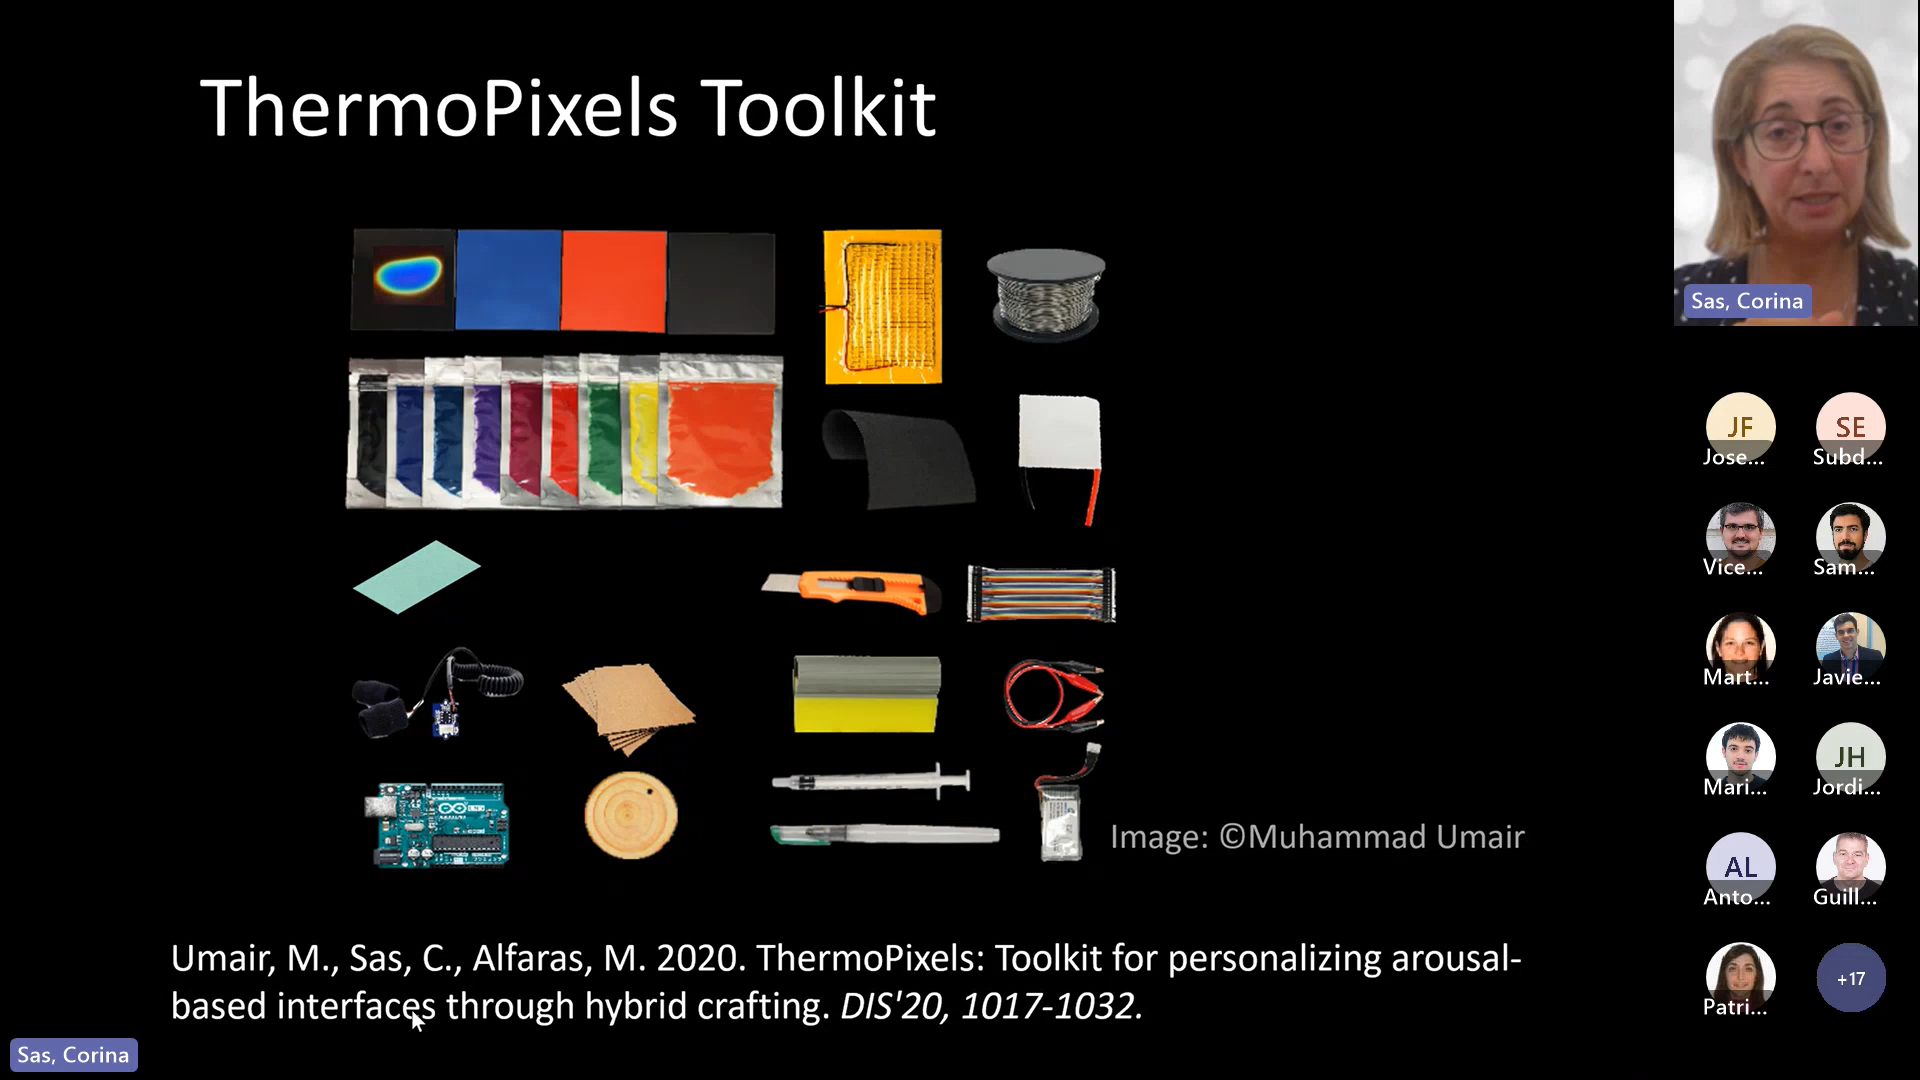 ThermoPixels Toolkit
Image: ©Muhammad Umair
Umair, M., Sas, C., Alfaras, M. 2020. ThermoPixels: Toolkit for personalizing arousal-
based interfaces through hybrid crafting. DIS'20, 1017-1032.
Sas, Corina
Sas, Corina
JF
Jose...
SE
Subd...
Vice...
Sam...
Mart...
Javie...
Mari...
JH
Jordi...
AL
Anto...
Guill...
Patri...
+17